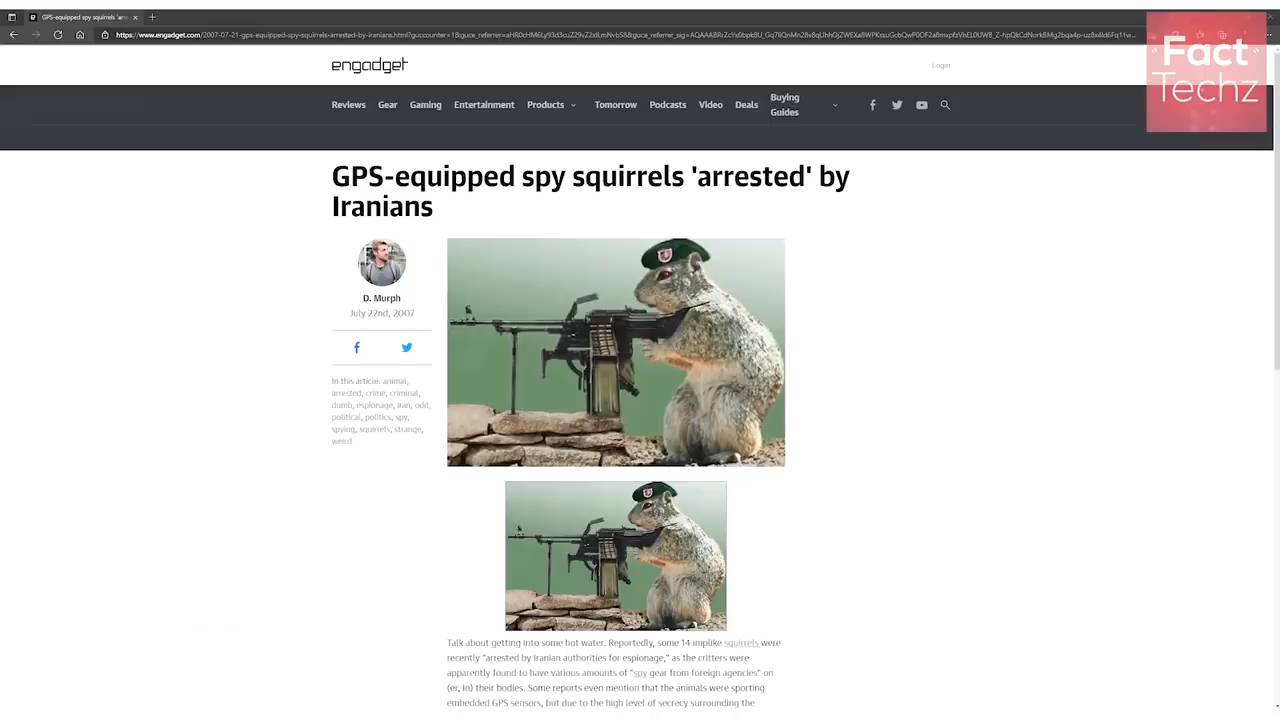 GPS-equipped spy squirrels 'arre
Fact
Techz
engadget
Login
Reviews Gear Gaming Entertainment Products Tomorrow Podcasts Video Deals Buying Guides
GPS-equipped spy squirrels 'arrested' by
Iranians
D. Murph
July 22nd, 2007
In this article: animal,
arrested, crime, criminal,
dumb, espionage, iran, odd,
political, politics, spy,
spying, squirrels, strange,
weird
Talk about getting into some hot water. Reportedly, some 14 implike squirrels were
recently "arrested by Iranian authorities for espionage," as the critters were
apparently found to have various amounts of "spy gear from foreign agencies" on
(er, in) their bodies. Some reports even mention that the animals were sporting
embedded GPS sensors, but due to the high level of secrecy surrounding the